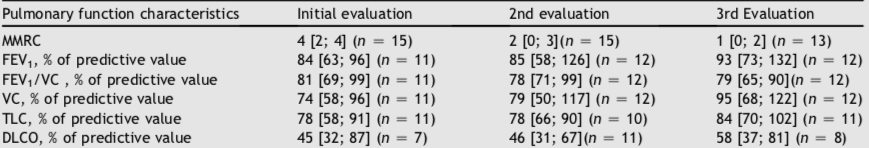 Pulmonary function characteristics Initial evaluation 2nd evaluation 3rd Evaluation
MMRC 4 [2; 4] (n = 15) 2 [0; 3](n = 15) 1 [0; 2] (n = 13)
FEV1, % of predictive value 84 [63; 96] (n = 11) 85 [58; 126] (n = 12) 93 [73; 132] (n = 12)
FEV1/VC , % of predictive value 81 [69; 99] (n = 11) 78 [71; 99] (n = 12) 79 [65; 90](n = 12)
VC, % of predictive value 74 [58; 96] (n = 11) 79 [50; 117] (n = 12) 95 [68; 122] (n = 12)
TLC, % of predictive value 78 [58; 91] (n = 11) 78 [66; 90] (n = 10) 84 [70; 102] (n = 11)
DLCO, % of predictive value 45 [32; 87] (n = 7) 46 [31; 67](n = 11) 58 [37; 81] (n = 8)